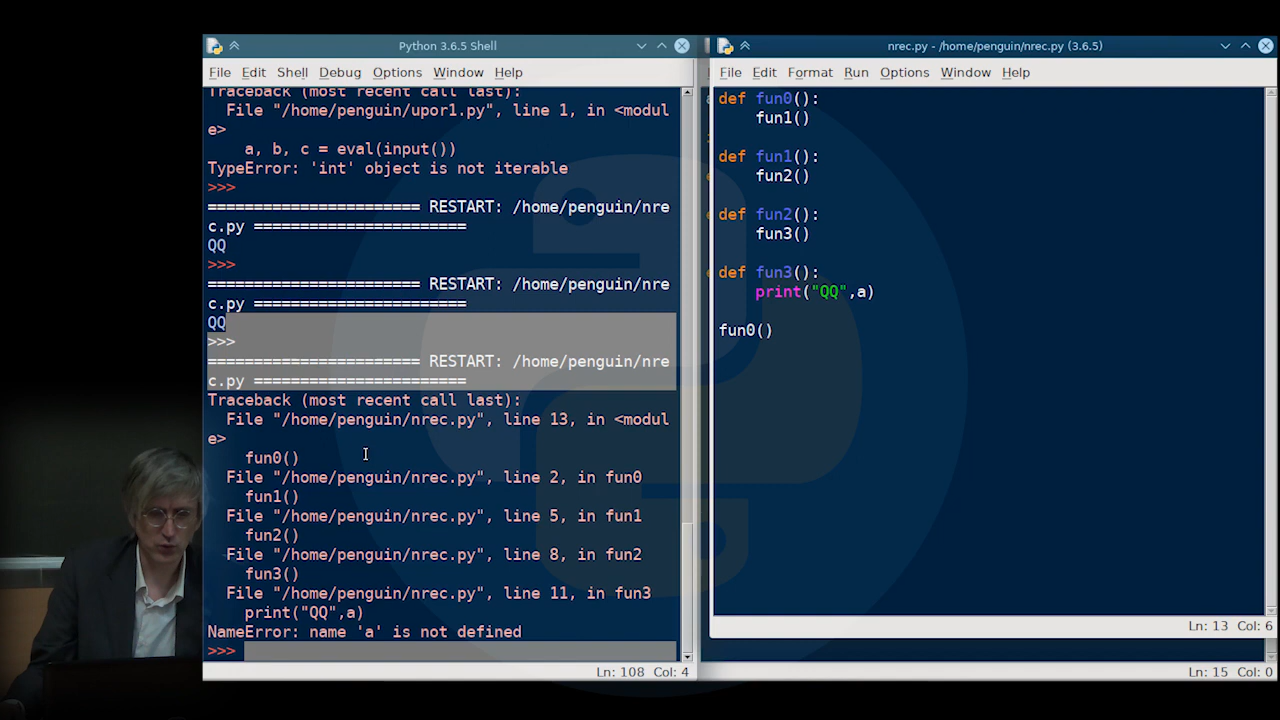 Python 3.6.5 Shell
File Edit Shell Debug Options Window Help
Traceback (most recent call last):
File "/home/penguin/upor1.py", line 1, in <modul
e>
a, b, c = eval(input())
TypeError: 'int' object is not iterable
>>>
======================= RESTART: /home/penguin/nre
c.py =======================
QQ
>>>
======================= RESTART: /home/penguin/nre
c.py =======================
QQ
>>>
======================= RESTART: /home/penguin/nre
c.py =======================
Traceback (most recent call last):
File "/home/penguin/nrec.py", line 13, in <modul
e>
fun0()
File "/home/penguin/nrec.py", line 2, in fun0
fun1()
File "/home/penguin/nrec.py", line 5, in fun1
fun2()
File "/home/penguin/nrec.py", line 8, in fun2
fun3()
File "/home/penguin/nrec.py", line 11, in fun3
print("QQ",a)
NameError: name 'a' is not defined
>>>
Ln: 108 Col: 4
nrec.py - /home/penguin/nrec.py (3.6.5)
File Edit Format Run Options Window Help
def fun0():
fun1()
def fun1():
fun2()
def fun2():
fun3()
def fun3():
print("QQ",a)
fun0()
Ln: 13 Col: 6
Ln: 15 Col: 0